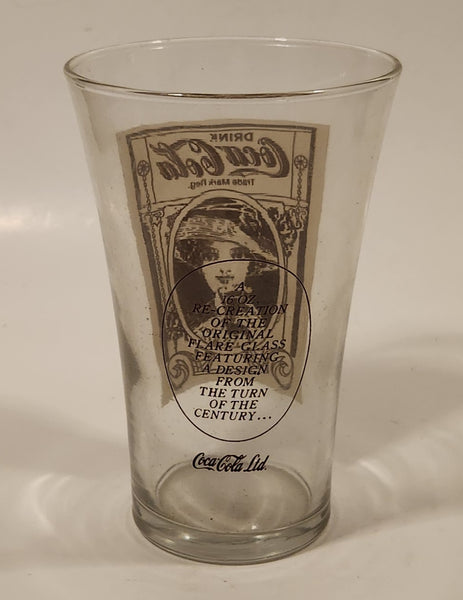 DRINK
Coca-Cola
Trade Mark Reg.
A
16 OZ.
RE-CREATION
OF THE
ORIGINAL
FLARE GLASS
FEATURING
A DESIGN
FROM
THE TURN
OF THE
CENTURY...
Coca-Cola Ltd.